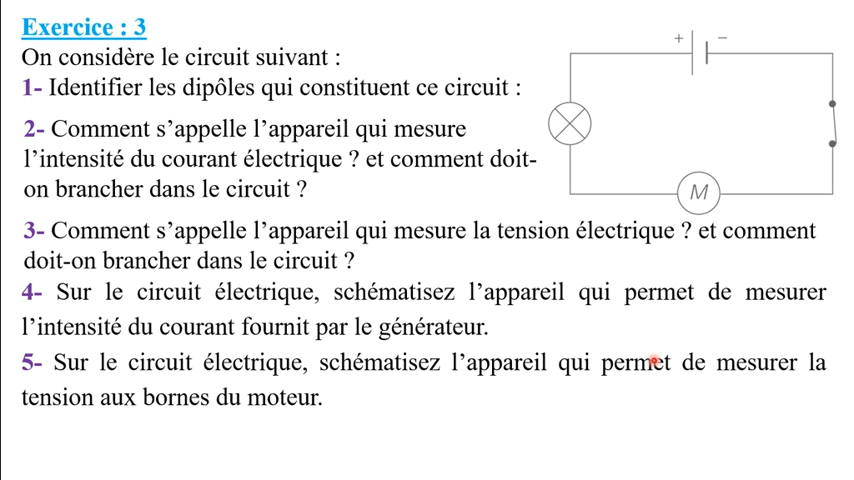 Exercice : 3
On considère le circuit suivant :
1- Identifier les dipôles qui constituent ce circuit :
2- Comment s’appelle l’appareil qui mesure
l’intensité du courant électrique ? et comment doit-
on brancher dans le circuit ?
+ −
M
3- Comment s’appelle l’appareil qui mesure la tension électrique ? et comment
doit-on brancher dans le circuit ?
4- Sur le circuit électrique, schématisez l’appareil qui permet de mesurer
l’intensité du courant fournit par le générateur.
5- Sur le circuit électrique, schématisez l’appareil qui permet de mesurer la
tension aux bornes du moteur.